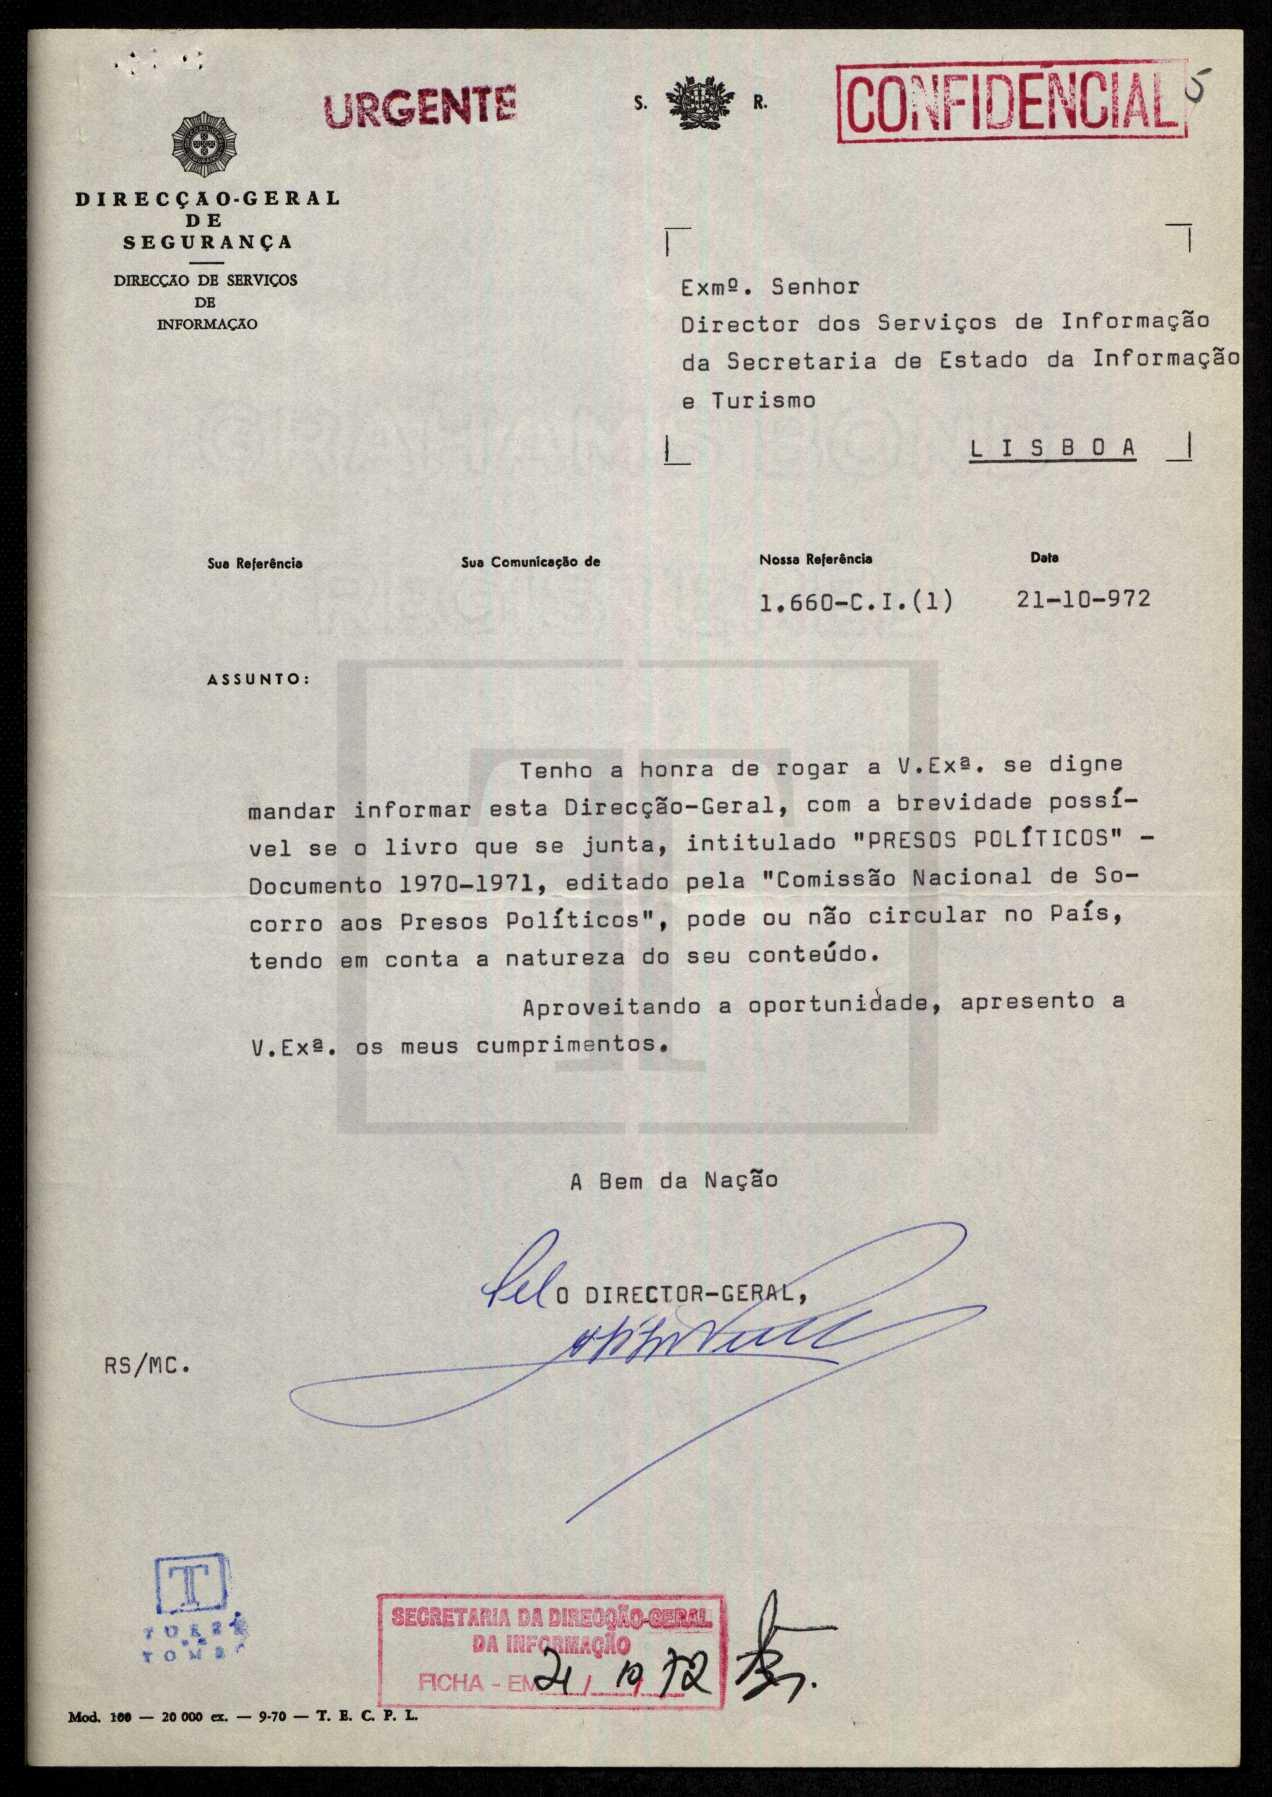 URGENTE
S. R.
CONFIDENCIAL
5
DIRECÇÃO-GERAL
DE
SEGURANÇA
DIRECÇÃO DE SERVIÇOS
DE
INFORMAÇÃO
Exmº. Senhor
Director dos Serviços de Informação
da Secretaria de Estado da Informação
e Turismo
L I S B O A
Sua Referência Sua Comunicação de Nossa Referência Data
1.660-C.I.(1) 21-10-972
ASSUNTO:
Tenho a honra de rogar a V.Exª. se digne
mandar informar esta Direcção-Geral, com a brevidade possí-
vel se o livro que se junta, intitulado "PRESOS POLÍTICOS" -
Documento 1970-1971, editado pela "Comissão Nacional de So-
corro aos Presos Políticos", pode ou não circular no País,
tendo em conta a natureza do seu conteúdo.
Aproveitando a oportunidade, apresento a
V.Exª. os meus cumprimentos.
A Bem da Nação
Pel O DIRECTOR-GERAL,
RS/MC.
T
TORRE
DO
TOMBO
SECRETARIA DA DIRECÇÃO-GERAL
DA INFORMAÇÃO
FICHA - EM 21 / 10 / 72
Mod. 100 — 20 000 ex. — 9-70 — T. E. C. P. L.